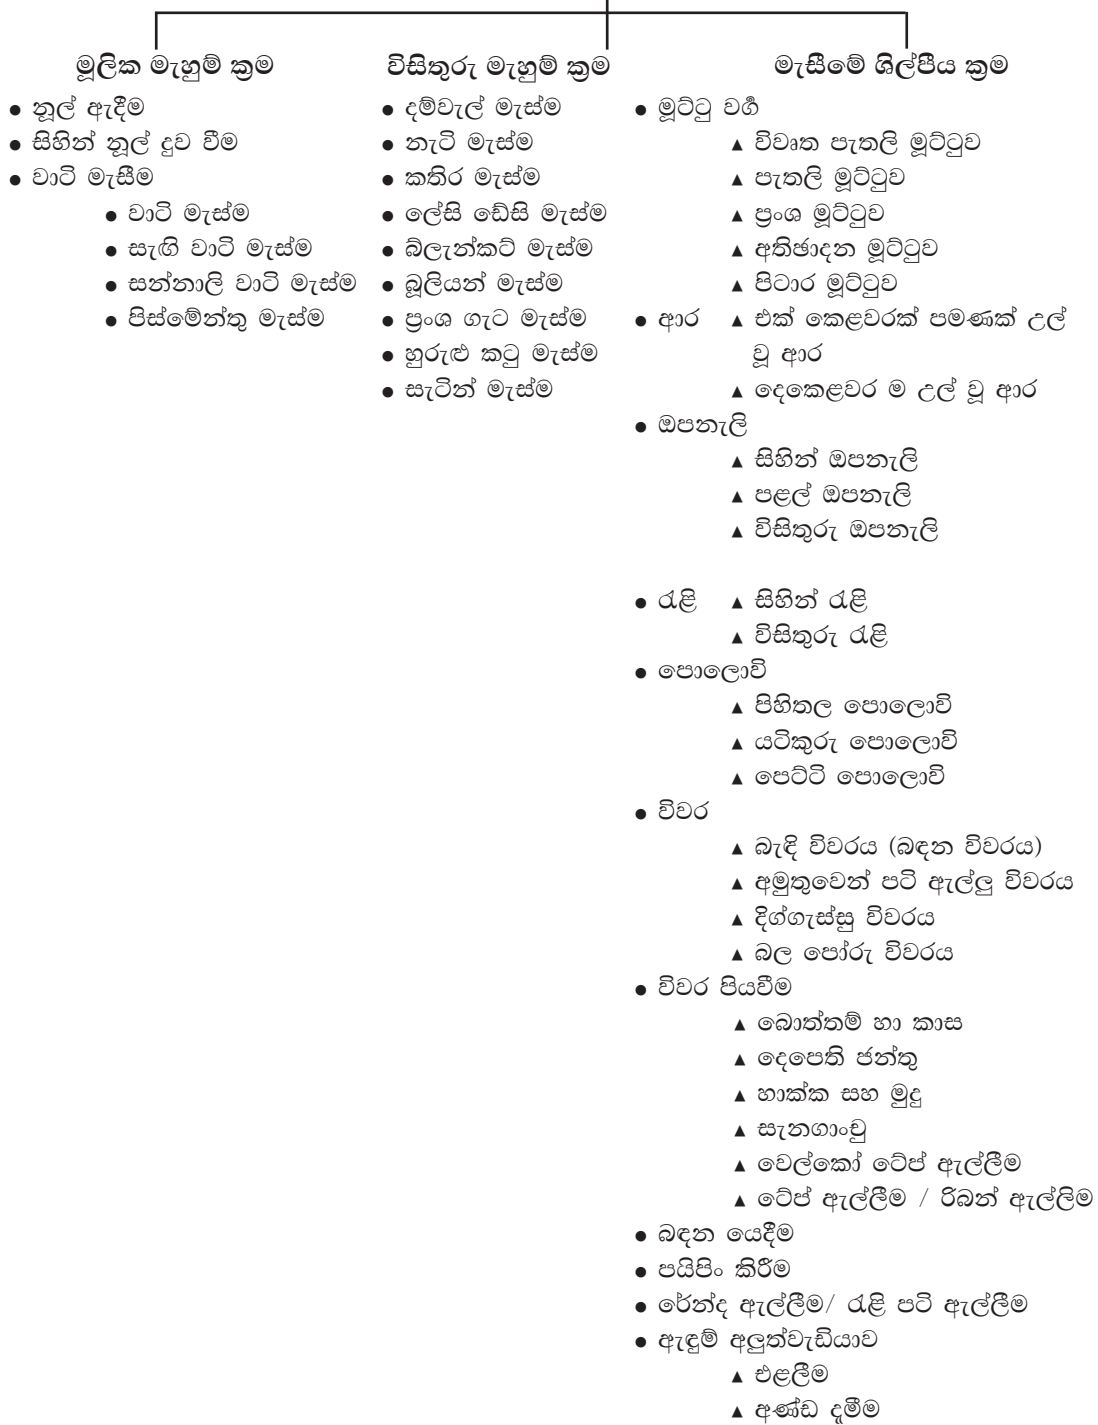 මූලික මැහුම් ක්‍රම
● නූල් ඇදීම
● සිහින් නූල් දුව වීම
● වාටි මැසීම
● වාටි මැස්ම
● සැඟි වාටි මැස්ම
● සන්නාලි වාටි මැස්ම
● පිස්මේන්තු මැස්ම
විසිතුරු මැහුම් ක්‍රම
● දම්වැල් මැස්ම
● නැටි මැස්ම
● කතිර මැස්ම
● ලේසි ඩේසි මැස්ම
● බ්ලැන්කට් මැස්ම
● බූලියන් මැස්ම
● ප්‍රංශ ගැට මැස්ම
● හුරුළු කටු මැස්ම
● සැටින් මැස්ම
මැසීමේ ශිල්පීය ක්‍රම
● මූට්ටු වර්‍ග
▲ විවෘත පැතලි මූට්ටුව
▲ පැතලි මූට්ටුව
▲ ප්‍රංශ මූට්ටුව
▲ අතිඡාදන මූට්ටුව
▲ පිටාර මූට්ටුව
● ආර ▲ එක් කෙළවරක් පමණක් උල්
වූ ආර
▲ දෙකෙළවර ම උල් වූ ආර
● ඔපනැලි
▲ සිහින් ඔපනැලි
▲ පළල් ඔපනැලි
▲ විසිතුරු ඔපනැලි
● රැළි ▲ සිහින් රැළි
▲ විසිතුරු රැළි
● පොලොවි
▲ පිහිතල පොලොවි
▲ යටිකුරු පොලොවි
▲ පෙට්ටි පොලොවි
● විවර
▲ බැඳි විවරය (බඳන විවරය)
▲ අමුතුවෙන් පටි ඇල්ලු විවරය
▲ දිග්ගැස්සු විවරය
▲ බල පෝරු විවරය
● විවර පියවීම
▲ බොත්තම් හා කාස
▲ දෙපෙති ජන්තු
▲ හාක්ක සහ මුදු
▲ සැනගාංචු
▲ වෙල්කෝ ටේප් ඇල්ලීම
▲ ටේප් ඇල්ලීම / රිබන් ඇල්ලිම
● බඳන යෙදීම
● පයිපිං කිරීම
● රේන්ද ඇල්ලීම/ රැළි පටි ඇල්ලීම
● ඇඳුම් අලුත්වැඩියාව
▲ එළලීම
▲ අණ්ඩ දැමීම